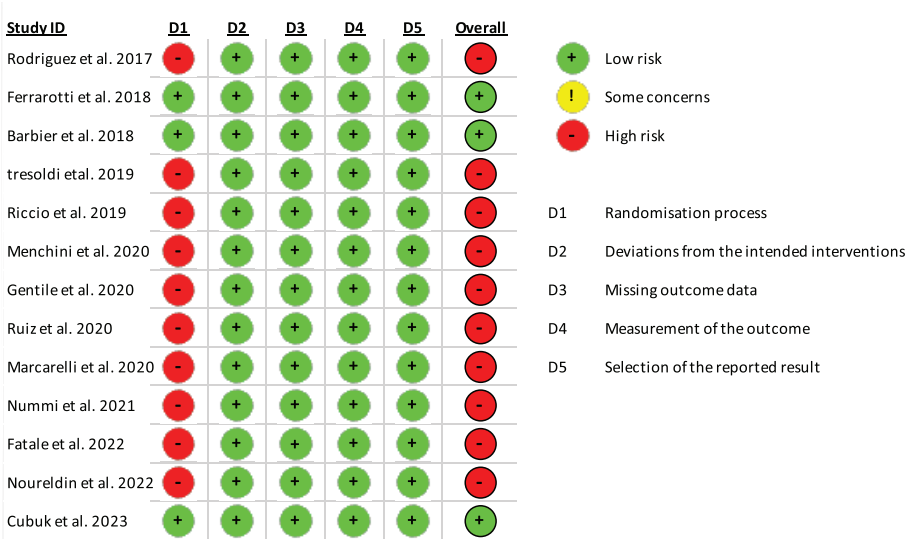 Study ID D1 D2 D3 D4 D5 Overall
Rodriguez et al. 2017 - + + + + -
Ferrarotti et al. 2018 + + + + + +
Barbier et al. 2018 + + + + + +
tresoldi etal. 2019 - + + + + -
Riccio et al. 2019 - + + + + -
Menchini et al. 2020 - + + + + -
Gentile et al. 2020 - + + + + -
Ruiz et al. 2020 - + + + + -
Marcarelli et al. 2020 - + + + + -
Nummi et al. 2021 - + + + + -
Fatale et al. 2022 - + + + + -
Noureldin et al. 2022 - + + + + -
Cubuk et al. 2023 + + + + + +
+ Low risk
! Some concerns
- High risk
D1 Randomisation process
D2 Deviations from the intended interventions
D3 Missing outcome data
D4 Measurement of the outcome
D5 Selection of the reported result